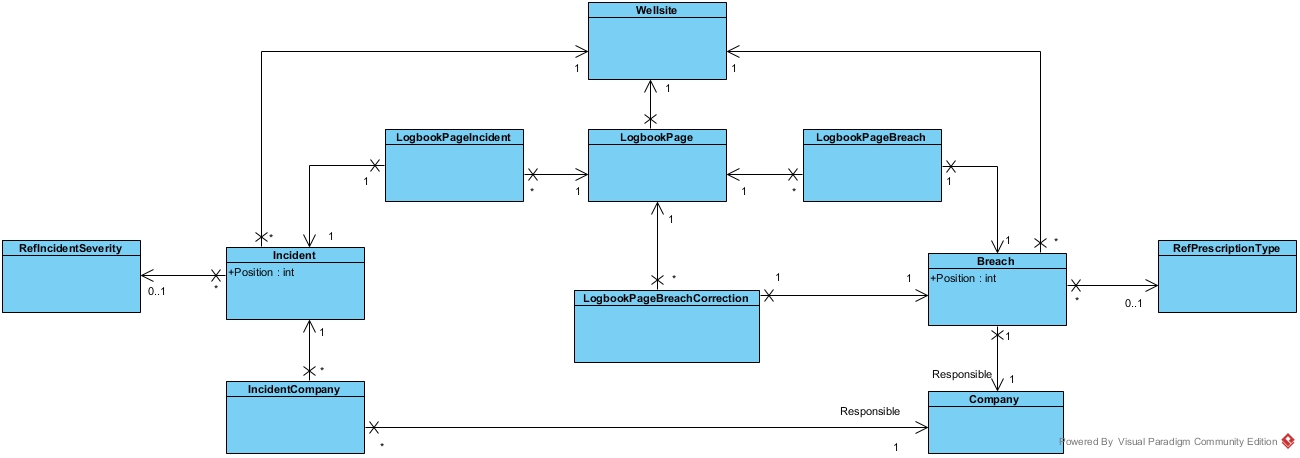 Wellsite
1
1
1
LogbookPageIncident
LogbookPage
LogbookPageBreach
1
*
1
1
*
1
1
*
1
1
*
RefIncidentSeverity
Incident
+Position : int
0..1
*
1
*
LogbookPageBreachCorrection
1
1
Breach
+Position : int
RefPrescriptionType
*
0..1
1
*
IncidentCompany
1
Responsible
1
Company
Responsible
*
1
Powered By Visual Paradigm Community Edition